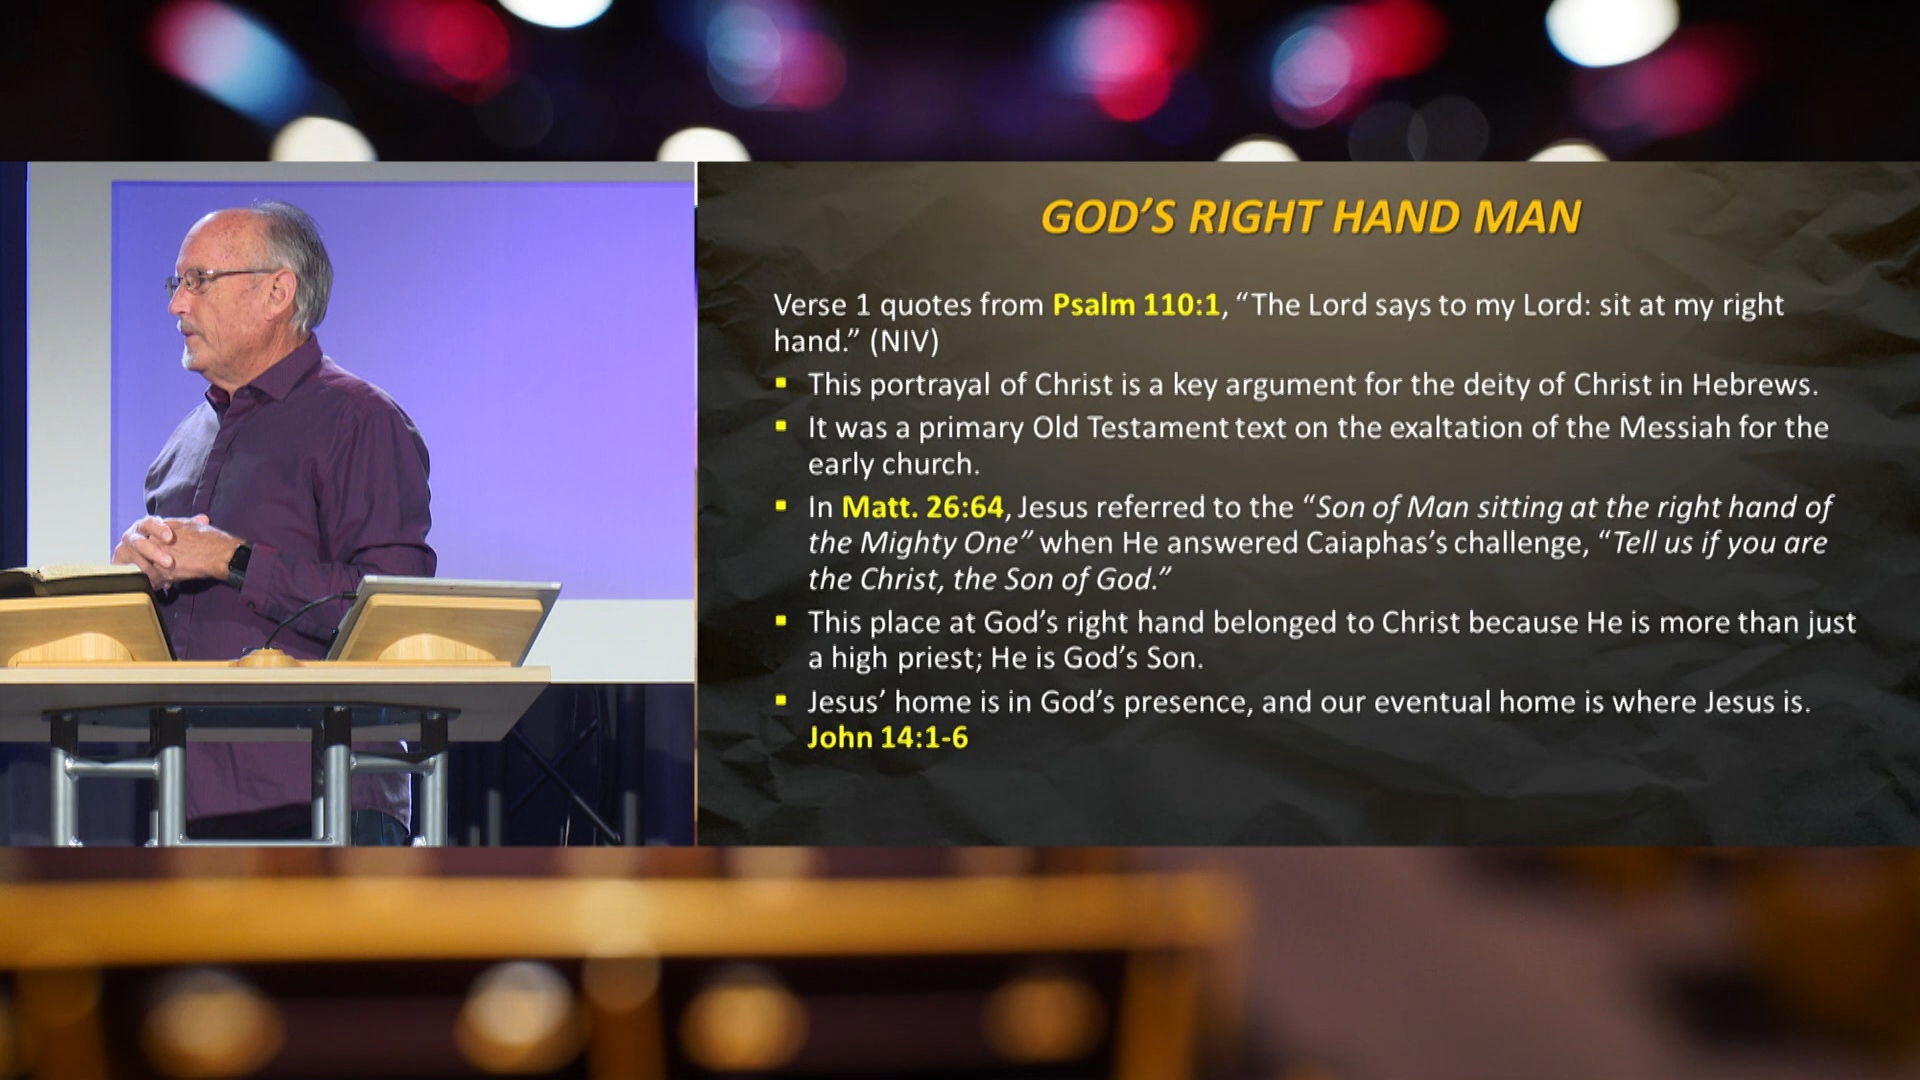 GOD’S RIGHT HAND MAN
Verse 1 quotes from Psalm 110:1, “The Lord says to my Lord: sit at my right
hand.” (NIV)
▪ This portrayal of Christ is a key argument for the deity of Christ in Hebrews.
▪ It was a primary Old Testament text on the exaltation of the Messiah for the
early church.
▪ In Matt. 26:64, Jesus referred to the “Son of Man sitting at the right hand of
the Mighty One” when He answered Caiaphas’s challenge, “Tell us if you are
the Christ, the Son of God.”
▪ This place at God’s right hand belonged to Christ because He is more than just
a high priest; He is God’s Son.
▪ Jesus’ home is in God’s presence, and our eventual home is where Jesus is.
John 14:1-6